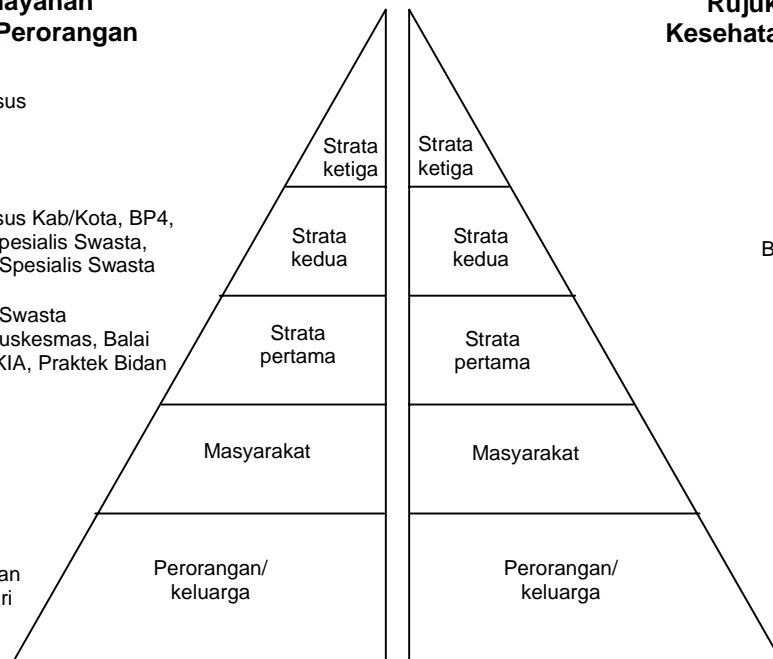 layanan
Perorangan
Rujuk
Kesehata
sus
Strata
ketiga
Strata
ketiga
sus Kab/Kota, BP4,
pesialis Swasta,
Spesialis Swasta
Strata
kedua
Strata
kedua
B
Swasta
uskesmas, Balai
KIA, Praktek Bidan
Strata
pertama
Strata
pertama
Masyarakat
Masyarakat
an
ri
Perorangan/
keluarga
Perorangan/
keluarga